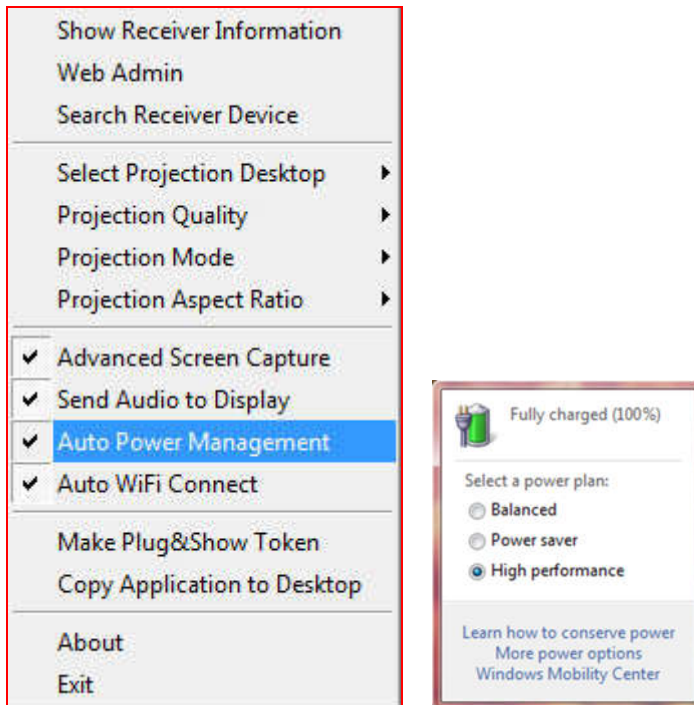 Show Receiver Information
Web Admin
Search Receiver Device
Select Projection Desktop
Projection Quality
Projection Mode
Projection Aspect Ratio
Advanced Screen Capture
Send Audio to Display
Auto Power Management
Auto WiFi Connect
Make Plug&Show Token
Copy Application to Desktop
About
Exit
Fully charged (100%)
Select a power plan:
Balanced
Power saver
High performance
Learn how to conserve power
More power options
Windows Mobility Center